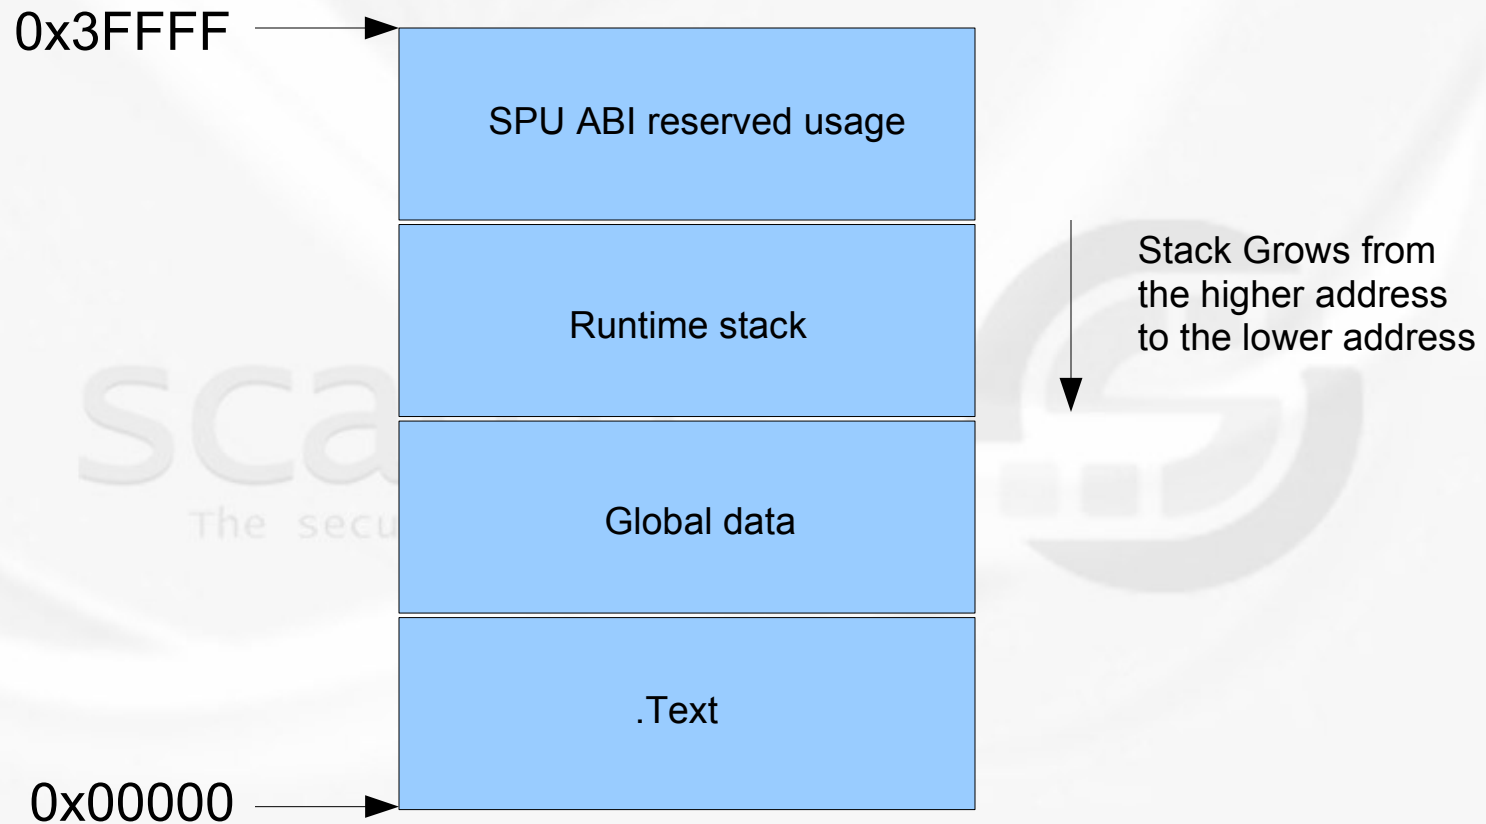 0x3FFFF
SPU ABI reserved usage
Stack Grows from
the higher address
to the lower address
Runtime stack
Global data
The
.Text
0x00000